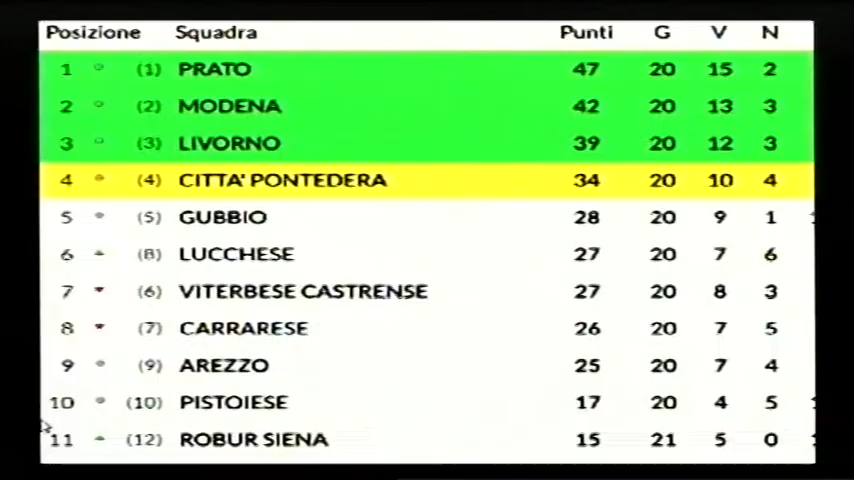 Posizione Squadra Punti G V N
1 (1) PRATO 47 20 15 2
2 (2) MODENA 42 20 13 3
3 (3) LIVORNO 39 20 12 3
4 (4) CITTA' PONTEDERA 34 20 10 4
5 (5) GUBBIO 28 20 9 1
6 (8) LUCCHESE 27 20 7 6
7 (6) VITERBESE CASTRENSE 27 20 8 3
8 (7) CARRARESE 26 20 7 5
9 (9) AREZZO 25 20 7 4
10 (10) PISTOIESE 17 20 4 5
11 (12) ROBUR SIENA 15 21 5 0